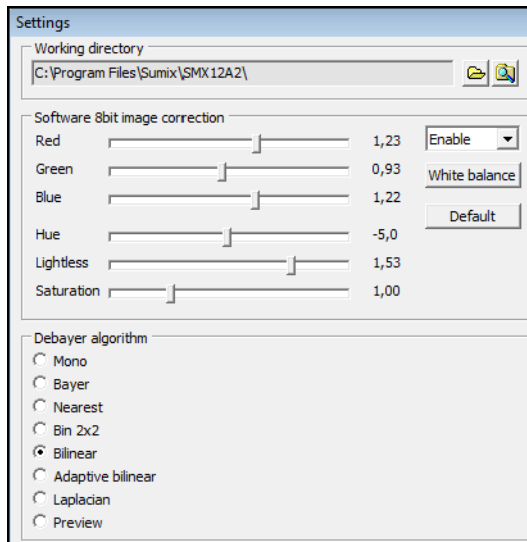 Settings
Working directory
C:\Program Files\Sumix\SMX12A2\
Software 8bit image correction
Red 1,23 Enable
Green 0,93 White balance
Blue 1,22 Default
Hue -5,0
Lightless 1,53
Saturation 1,00
Debayer algorithm
Mono
Bayer
Nearest
Bin 2x2
Bilinear
Adaptive bilinear
Laplacian
Preview